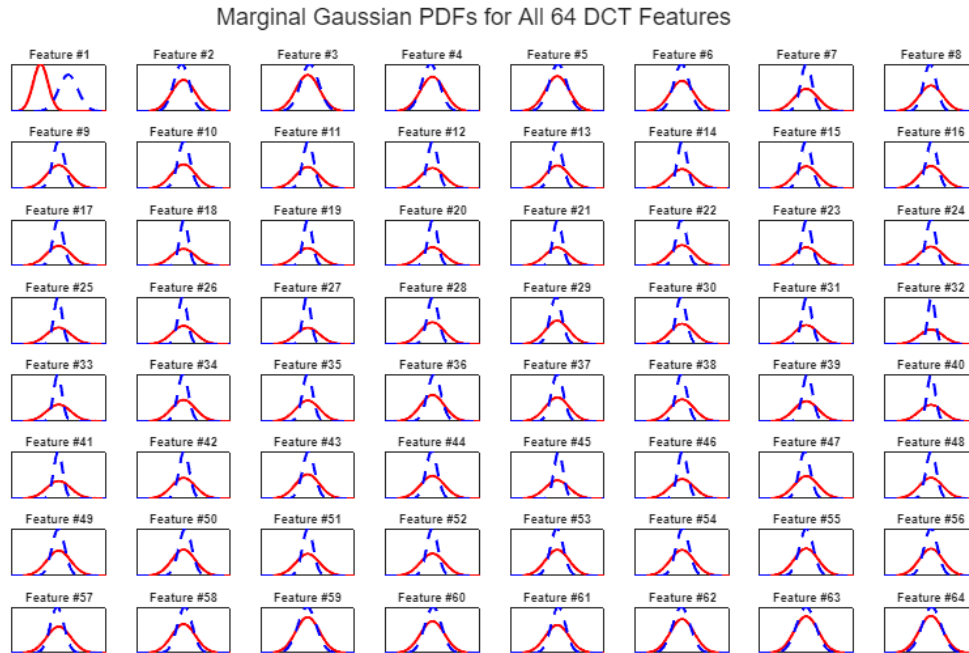 Marginal Gaussian PDFs for All 64 DCT Features
Feature #1 Feature #2 Feature #3 Feature #4 Feature #5 Feature #6 Feature #7 Feature #8
Feature #9 Feature #10 Feature #11 Feature #12 Feature #13 Feature #14 Feature #15 Feature #16
Feature #17 Feature #18 Feature #19 Feature #20 Feature #21 Feature #22 Feature #23 Feature #24
Feature #25 Feature #26 Feature #27 Feature #28 Feature #29 Feature #30 Feature #31 Feature #32
Feature #33 Feature #34 Feature #35 Feature #36 Feature #37 Feature #38 Feature #39 Feature #40
Feature #41 Feature #42 Feature #43 Feature #44 Feature #45 Feature #46 Feature #47 Feature #48
Feature #49 Feature #50 Feature #51 Feature #52 Feature #53 Feature #54 Feature #55 Feature #56
Feature #57 Feature #58 Feature #59 Feature #60 Feature #61 Feature #62 Feature #63 Feature #64